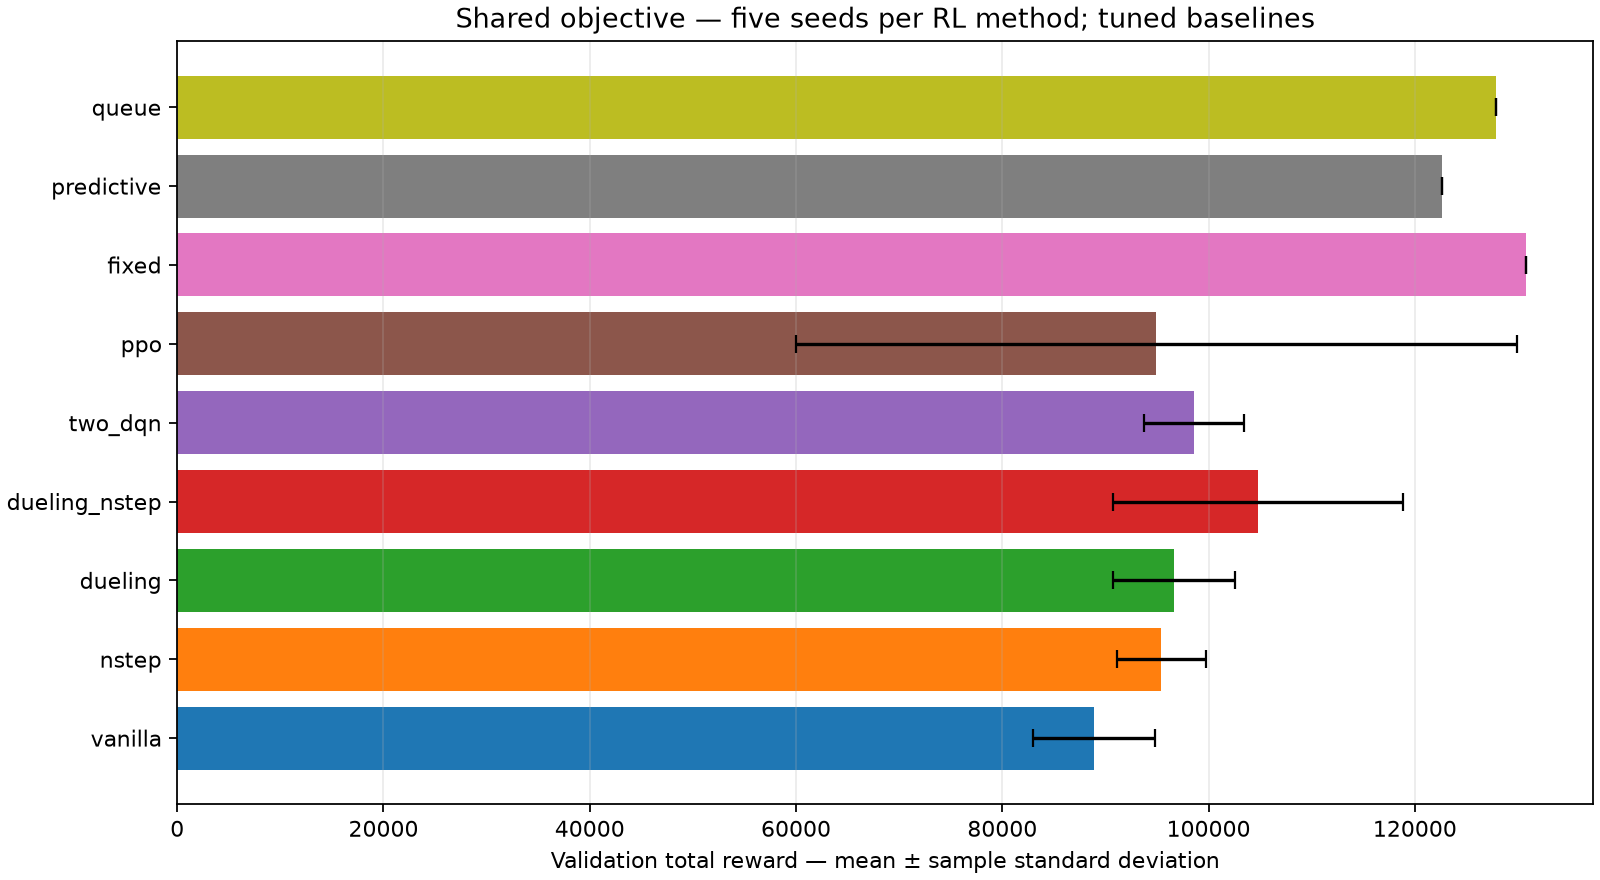 Shared objective — five seeds per RL method; tuned baselines
queue
predictive
fixed
ppo
two_dqn
dueling_nstep
dueling
nstep
vanilla
0 20000 40000 60000 80000 100000 120000
Validation total reward — mean ± sample standard deviation